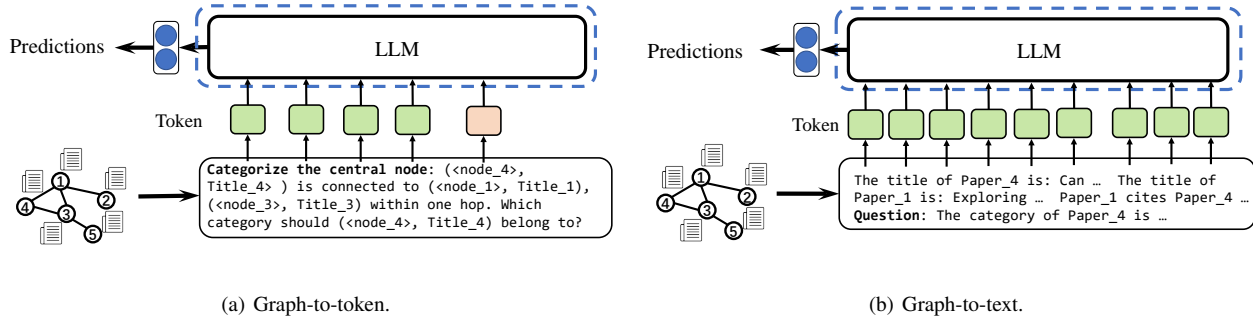 Predictions
LLM
Token
1
2
4
3
5
Categorize the central node: (<node_4>,
Title_4> ) is connected to (<node_1>, Title_1),
(<node_3>, Title_3) within one hop. Which
category should (<node_4>, Title_4) belong to?
(a) Graph-to-token.
Predictions
LLM
Token
1
2
4
3
5
The title of Paper_4 is: Can … The title of
Paper_1 is: Exploring … Paper_1 cites Paper_4 …
Question: The category of Paper_4 is …
(b) Graph-to-text.